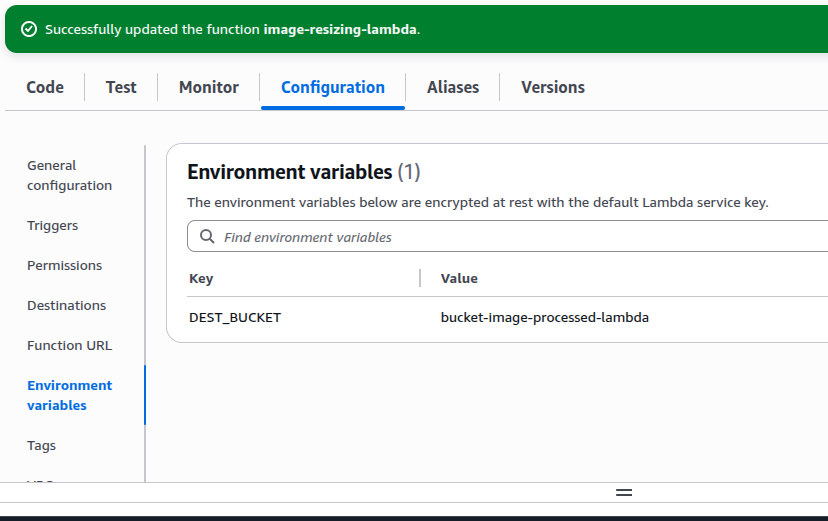 Successfully updated the function image-resizing-lambda.
Code
Test
Monitor
Configuration
Aliases
Versions
General
configuration
Triggers
Permissions
Destinations
Function URL
Environment
variables
Tags
Environment variables (1)
The environment variables below are encrypted at rest with the default Lambda service key.
Find environment variables
Key
Value
DEST_BUCKET
bucket-image-processed-lambda